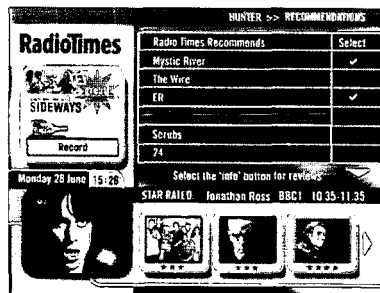 HUNTER >> RECOMMENDATIONS
RadioTimes
Radio Times Recommends Select
Mystic River
The Wire
ER
Scrubs
24
SIDEWAYS
Record
Select the 'info' button for reviews
Monday 28 June 15:26
STAR RATED: Jonathan Ross BBC1 10.35-11.35